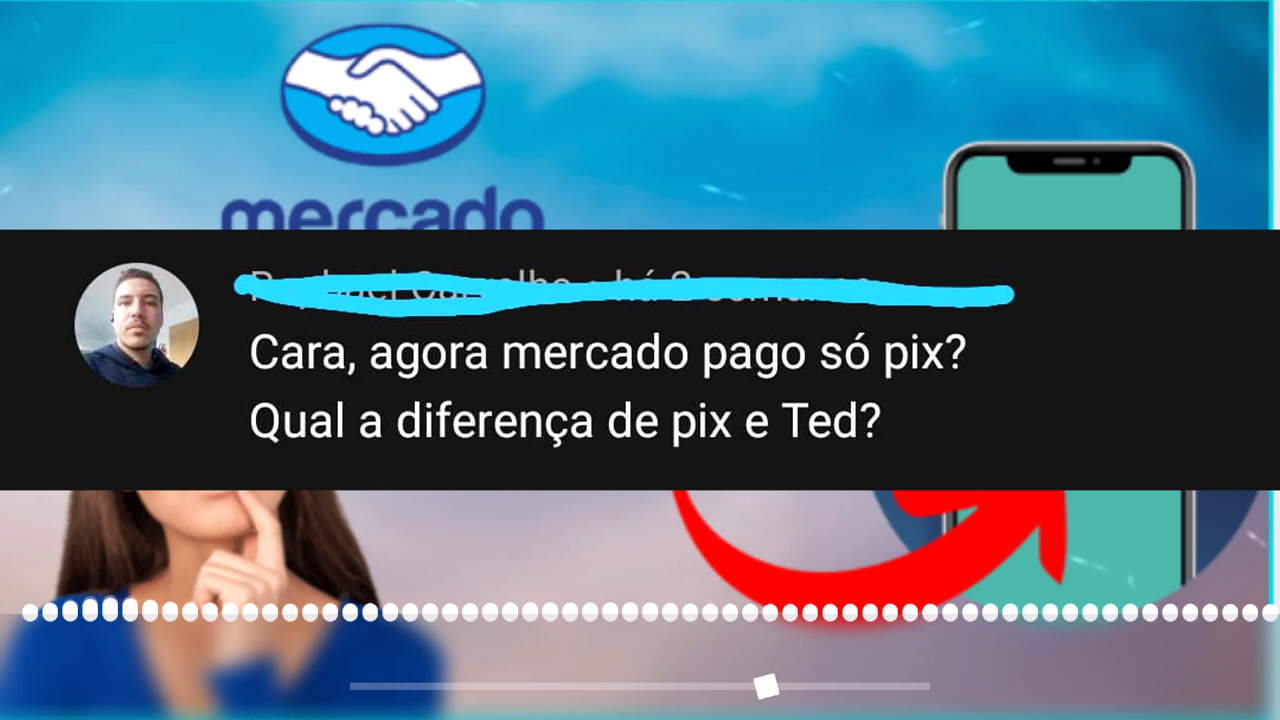 mercado
Cara, agora mercado pago só pix?
Qual a diferença de pix e Ted?